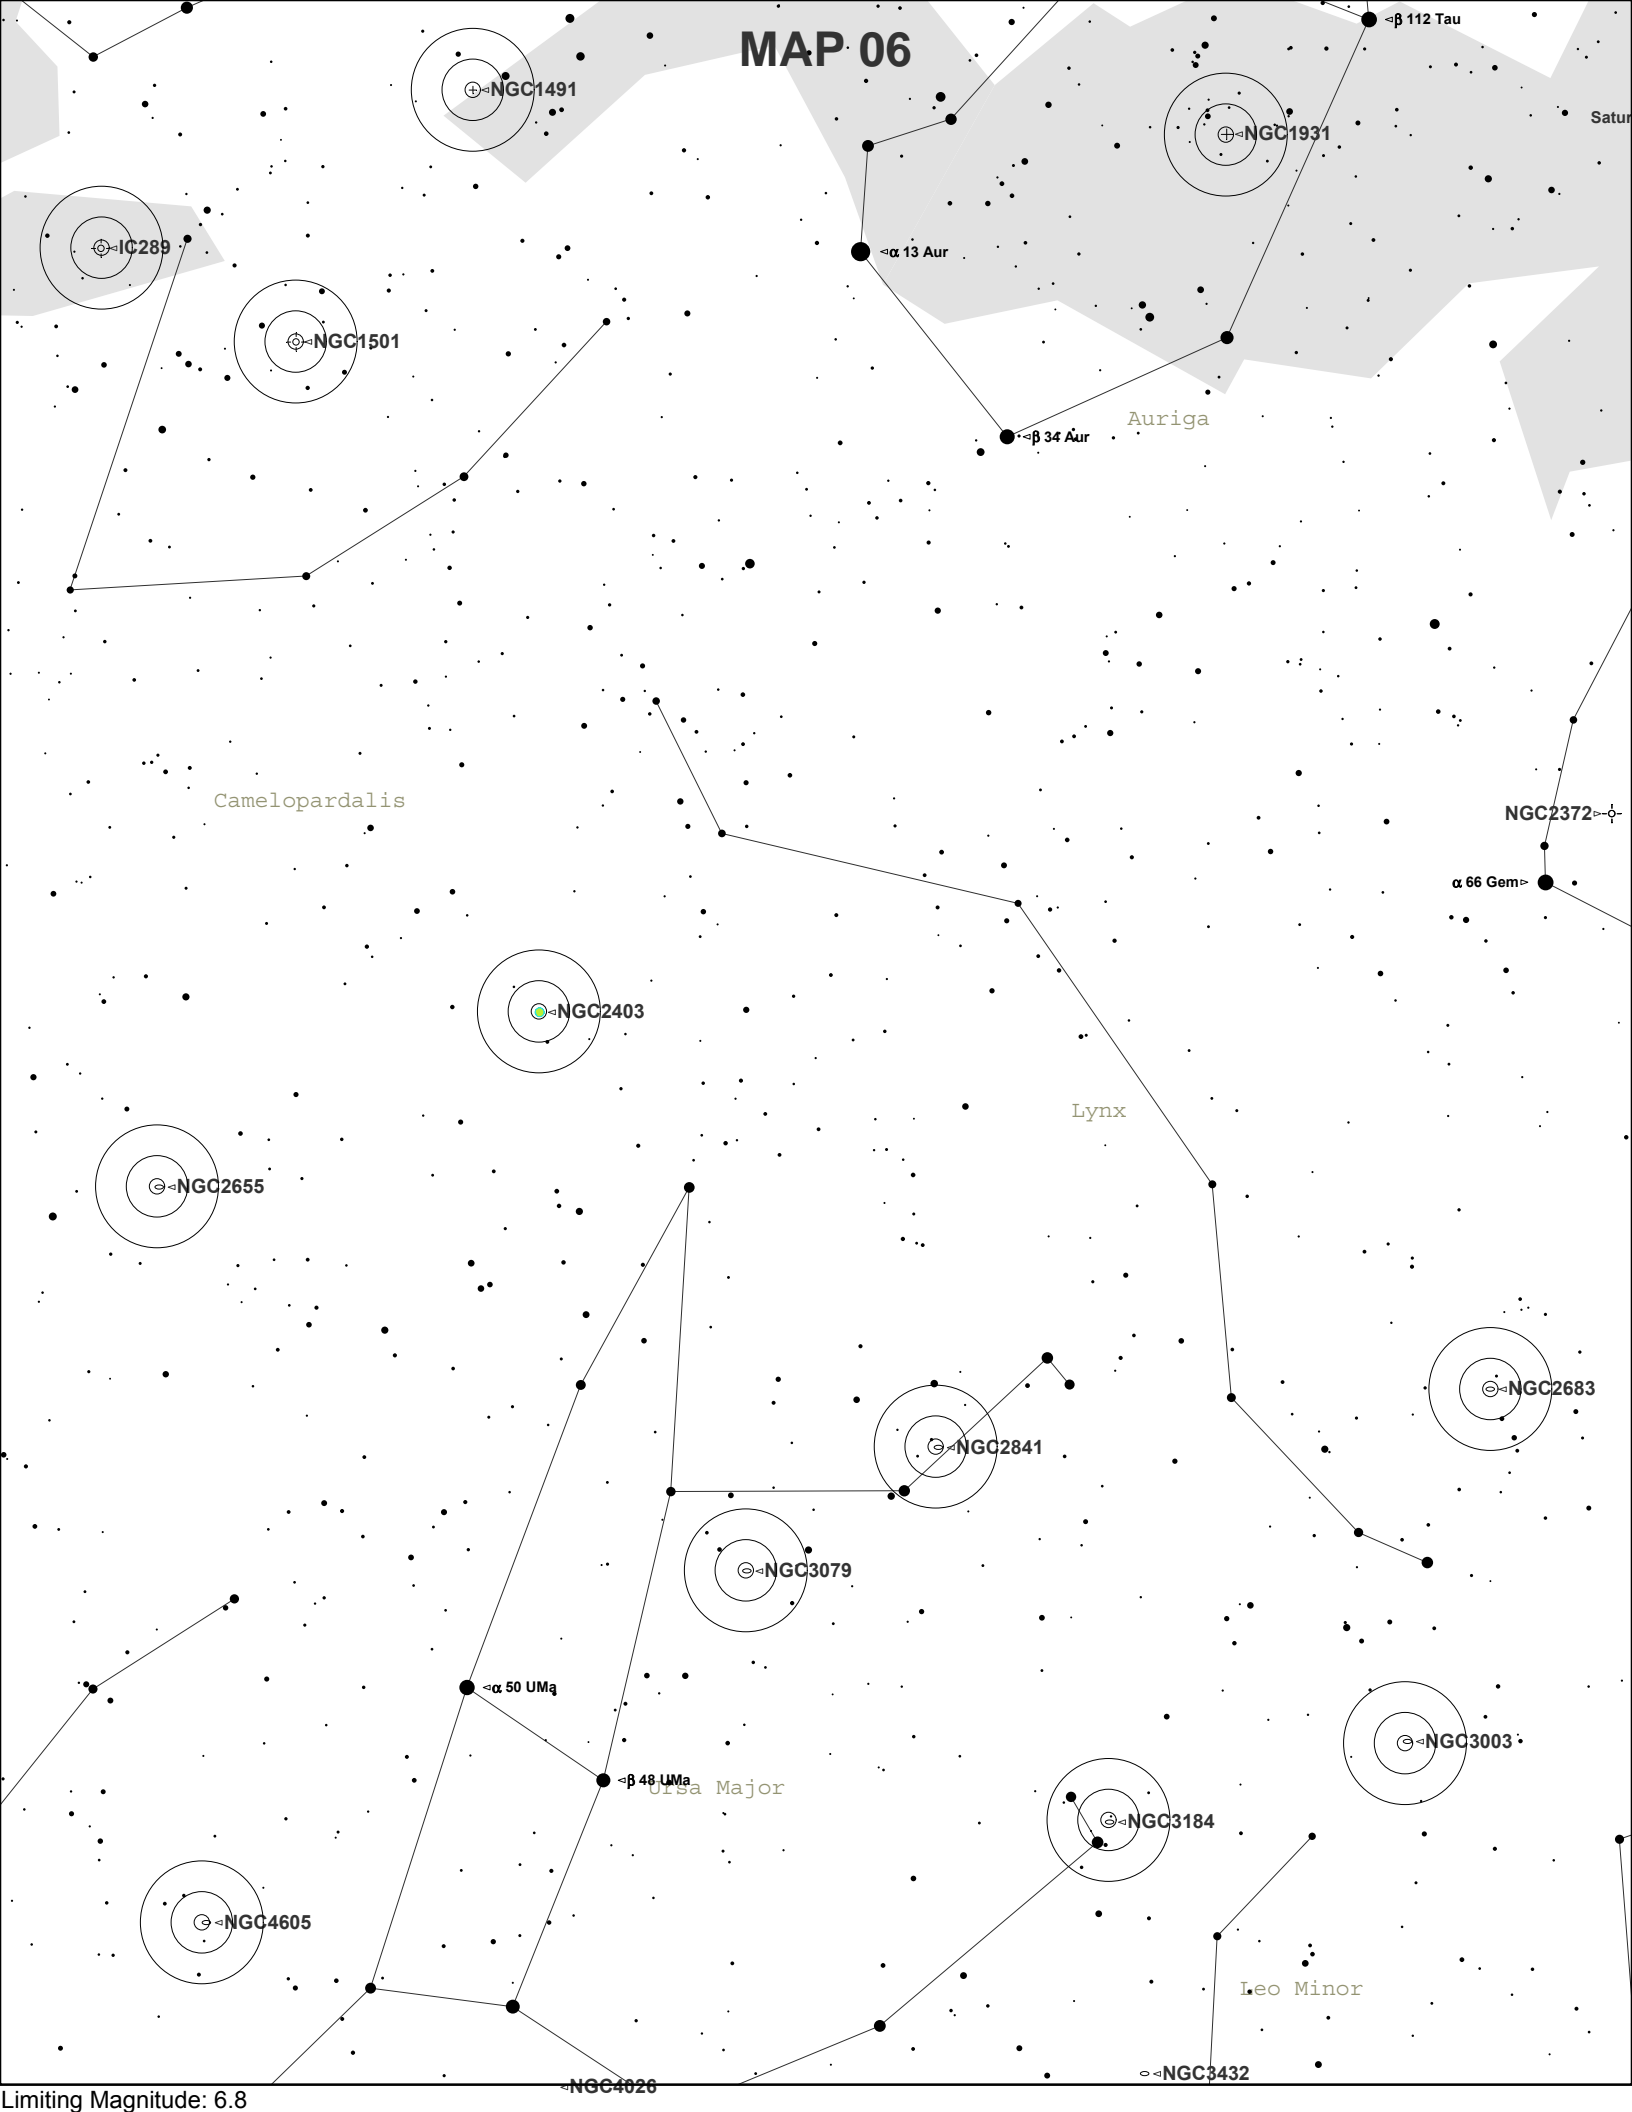 ◅β 112 Tau
MAP 06
◅NGC1491
Satur
◅NGC1931
◅IC289
◅α 13 Aur
◅NGC1501
Auriga
◅β 34 Aur
Camelopardalis
NGC2372▻
α 66 Gem▻
◅NGC2403
Lynx
◅NGC2655
◅NGC2683
◅NGC2841
◅NGC3079
◅α 50 UMa
◅NGC3003
◅β 48 UMa
Ursa Major
◅NGC3184
◅NGC4605
Leo Minor
◅NGC3432
◅NGC4026
Limiting Magnitude: 6.8